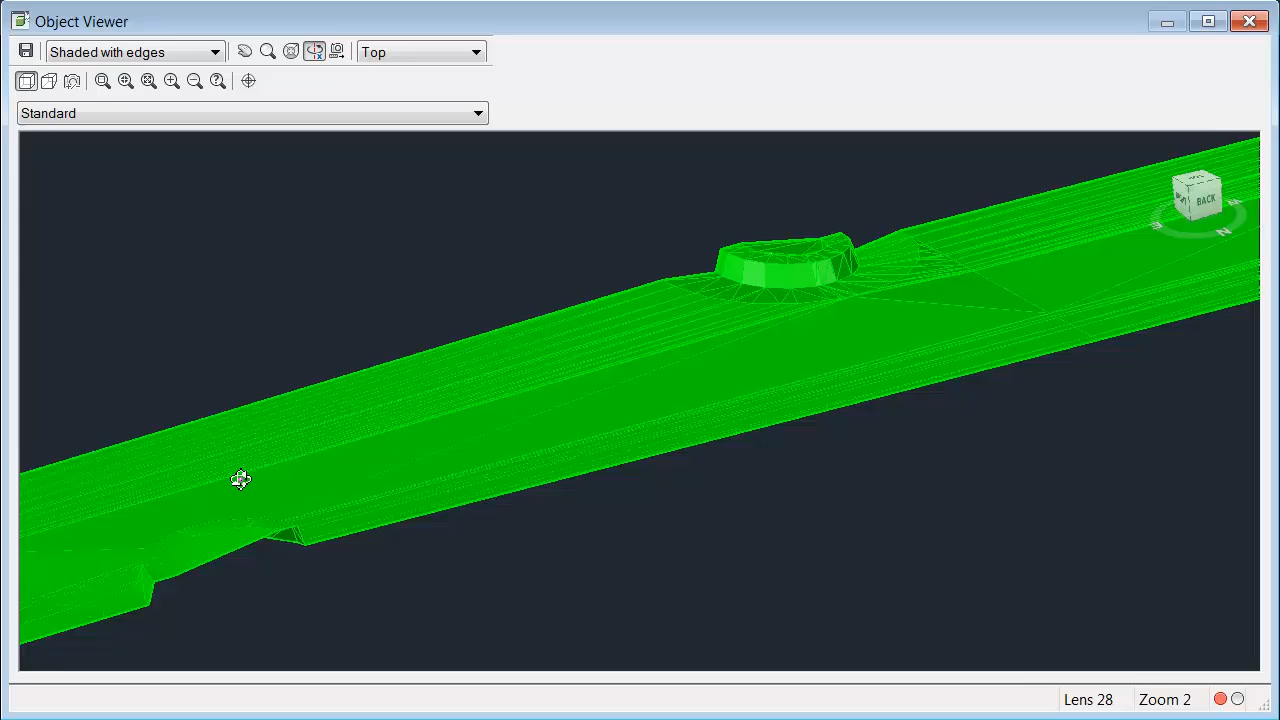 Object Viewer
Shaded with edges
Top
Standard
BACK
E
N
Lens 28
Zoom 2